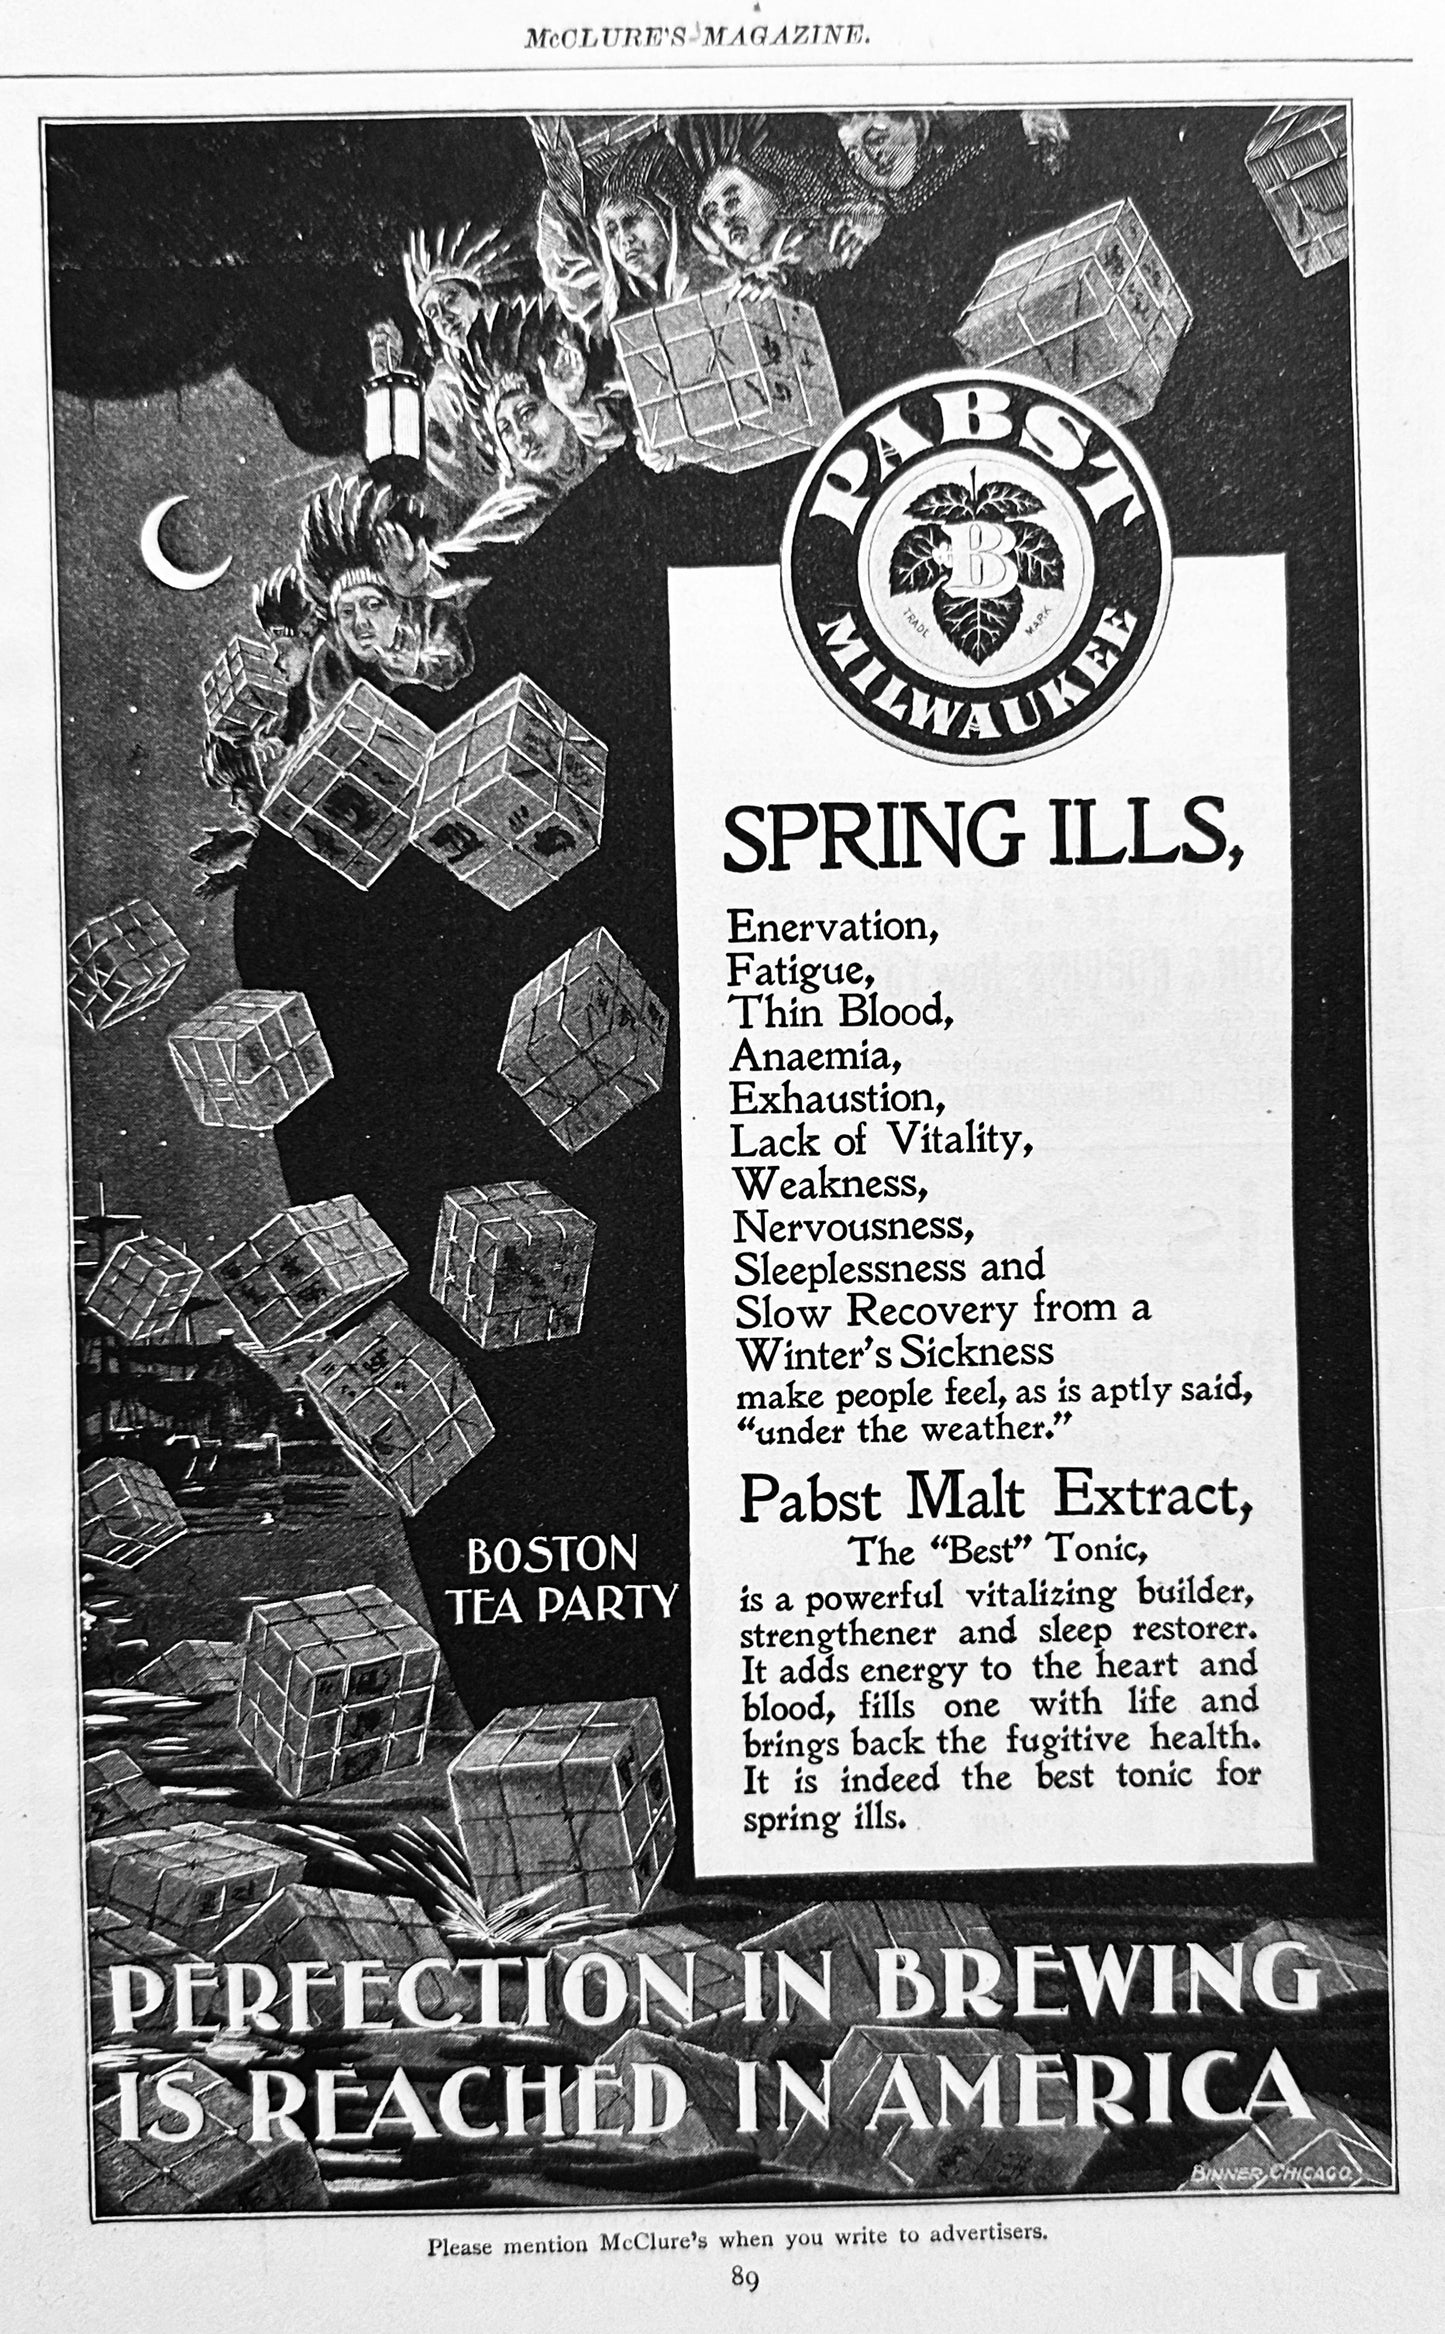 McCLURE'S MAGAZINE.
PABST
B
TRADE MARK
MILWAUKEE
SPRING ILLS,
Enervation,
Fatigue,
Thin Blood,
Anaemia,
Exhaustion,
Lack of Vitality,
Weakness,
Nervousness,
Sleeplessness and
Slow Recovery from a
Winter's Sickness
make people feel, as is aptly said,
“under the weather.”
Pabst Malt Extract,
The “Best” Tonic,
is a powerful vitalizing builder,
strengthener and sleep restorer.
It adds energy to the heart and
blood, fills one with life and
brings back the fugitive health.
It is indeed the best tonic for
spring ills.
BOSTON
TEA PARTY
PERFECTION IN BREWING
IS REACHED IN AMERICA
BINNER, CHICAGO.
Please mention McClure's when you write to advertisers.
89